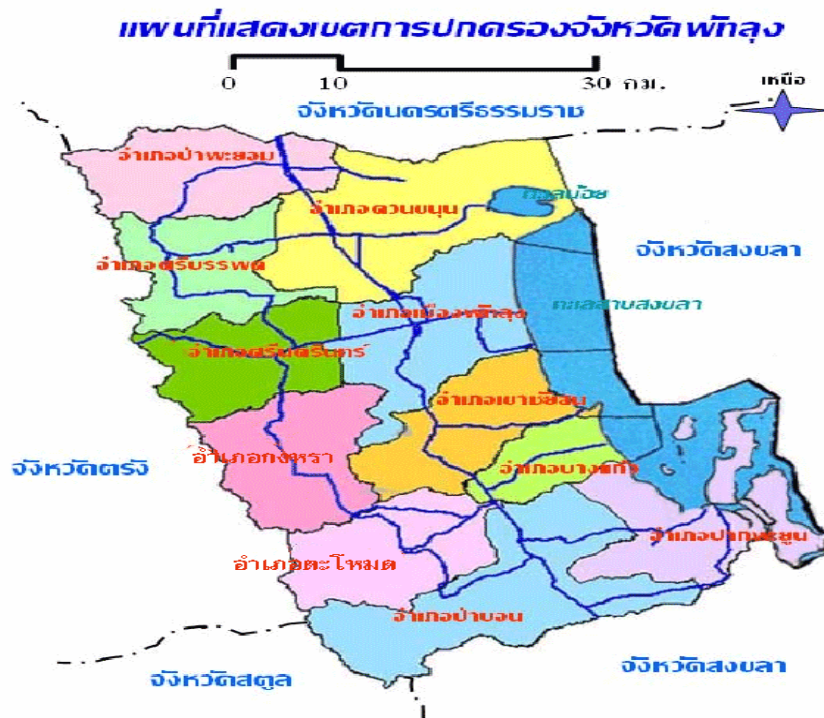 แผนที่แสดงเขตการปกครองจังหวัดพัทลุง
0 10 30 กม.
เหนือ
จังหวัดนครศรีธรรมราช
อำเภอป่าพะยอม
ทะเลน้อย
อำเภอควนขนุน
จังหวัดสงขลา
อำเภอศรีบรรพต
ทะเลสาบสงขลา
อำเภอเมืองพัทลุง
อำเภอศรีนครินทร์
อำเภอเขาชัยสน
จังหวัดตรัง
อำเภอกงหรา
อำเภอบางแก้ว
อำเภอปากพะยูน
อำเภอตะโหมด
อำเภอป่าบอน
จังหวัดสตูล
จังหวัดสงขลา